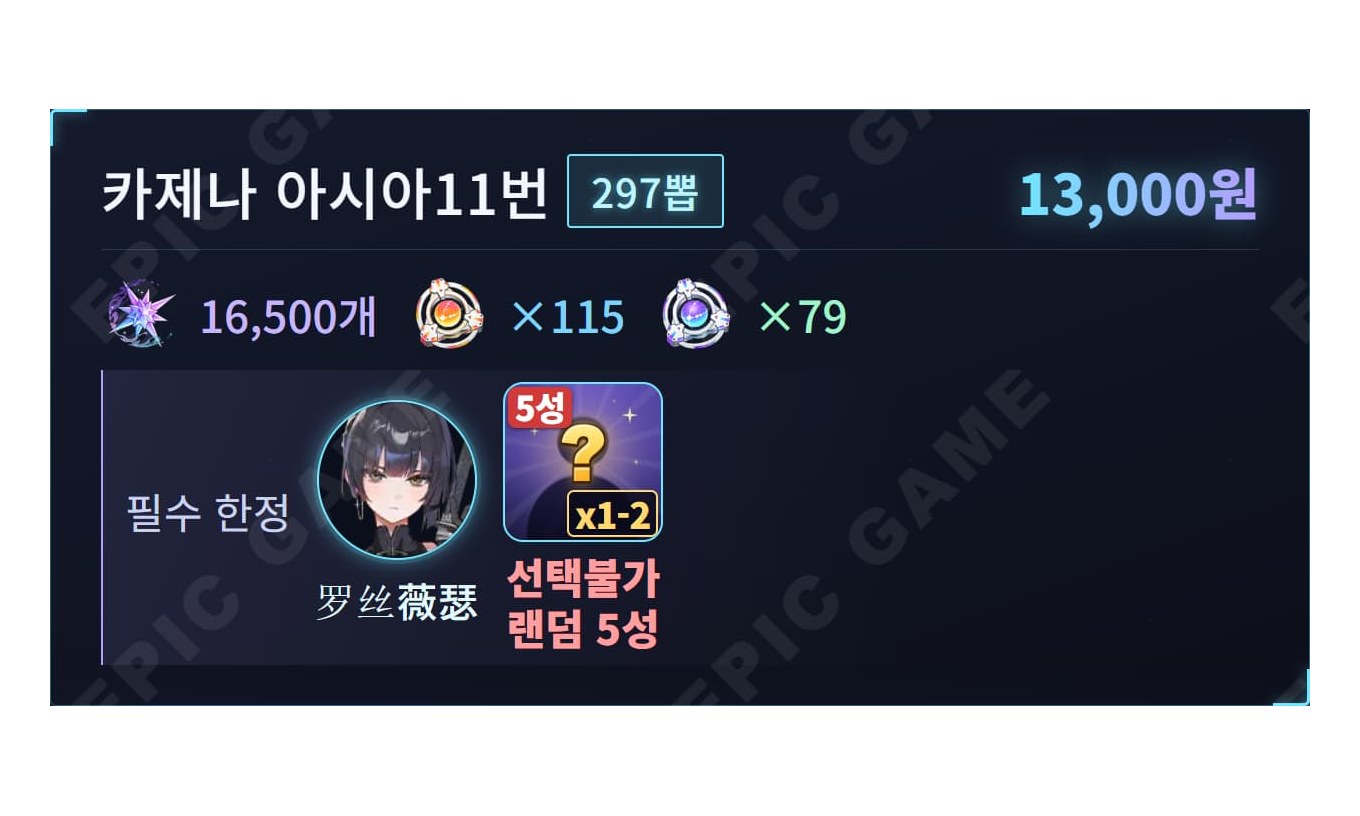 카제나 아시아11번 297뽑 13,000원
16,500개 ×115 ×79
5성
?
x1-2
필수 한정
罗丝薇瑟
선택불가
랜덤 5성
EPIC GAME